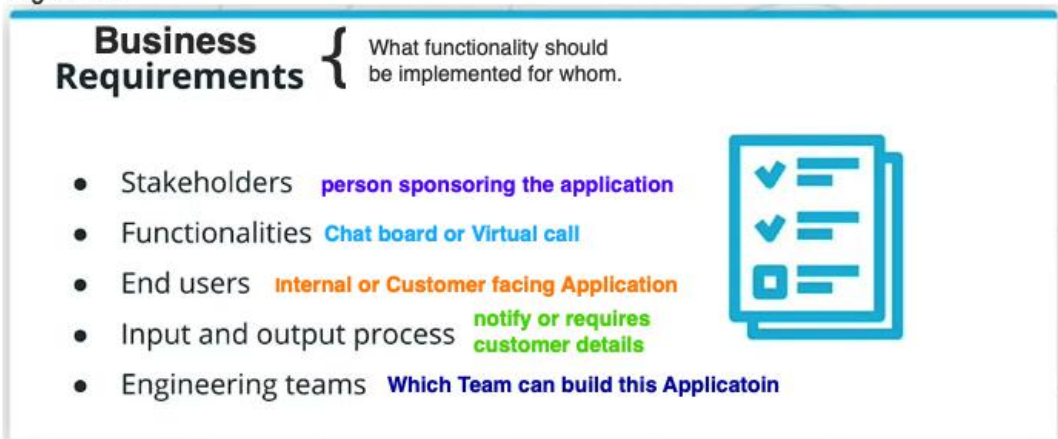 Business
Requirements { What functionality should
be implemented for whom.
• Stakeholders person sponsoring the application
• Functionalities Chat board or Virtual call
• End users Internal or Customer facing Application
• Input and output process notify or requires
customer details
• Engineering teams Which Team can build this Applicatoin